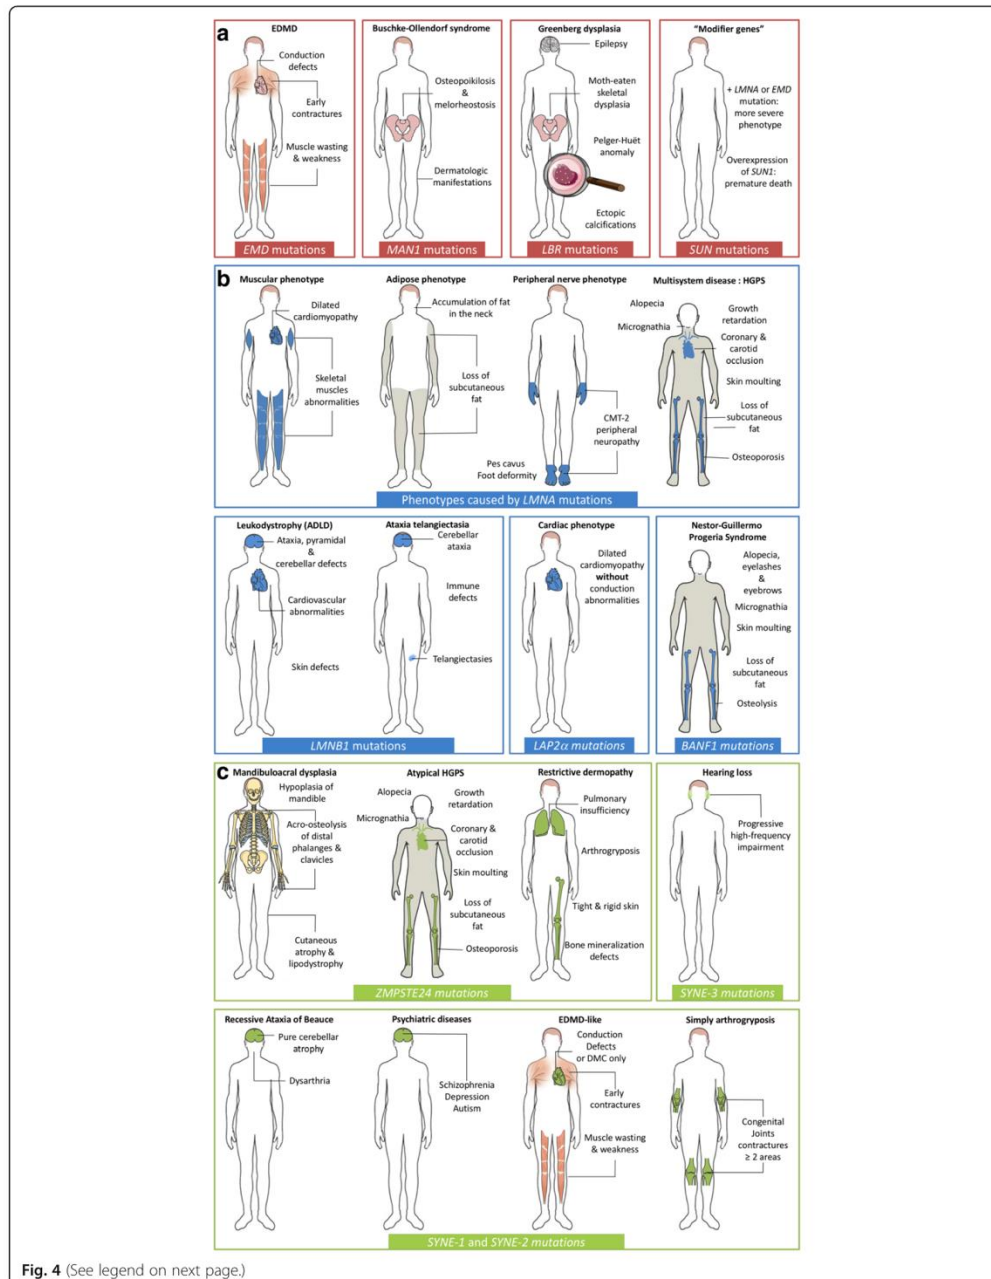 a
EDMD
Conduction
defects
Early
contractures
Muscle wasting
& weakness
EMD mutations
Buschke-Ollendorf syndrome
Osteopoikilosis
&
melorheostosis
Dermatologic
manifestations
MAN1 mutations
Greenberg dysplasia
Epilepsy
Moth-eaten
skeletal
dysplasia
Pelger-Huët
anomaly
Ectopic
calcifications
LBR mutations
"Modifier genes"
+ LMNA or EMD
mutation:
more severe
phenotype
Overexpression
of SUN1:
premature death
SUN mutations
b
Muscular phenotype
Dilated
cardiomyopathy
Skeletal
muscles
abnormalities
Adipose phenotype
Accumulation of fat
in the neck
Loss of
subcutaneous
fat
Peripheral nerve phenotype
CMT-2
peripheral
neuropathy
Pes cavus
Foot deformity
Multisystem disease : HGPS
Alopecia
Micrognathia
Growth
retardation
Coronary &
carotid
occlusion
Skin moulting
Loss of
subcutaneous
fat
Osteoporosis
Phenotypes caused by LMNA mutations
Leukodystrophy (ADLD)
Ataxia, pyramidal
&
cerebellar defects
Cardiovascular
abnormalities
Skin defects
Ataxia telangiectasia
Cerebellar
ataxia
Immune
defects
Telangiectasies
LMNB1 mutations
Cardiac phenotype
Dilated
cardiomyopathy
without
conduction
abnormalities
LAP2α mutations
Nestor-Guillermo
Progeria Syndrome
Alopecia,
eyelashes
&
eyebrows
Micrognathia
Skin moulting
Loss of
subcutaneous
fat
Osteolysis
BANF1 mutations
c
Mandibuloacral dysplasia
Hypoplasia of
mandible
Acro-osteolysis
of distal
phalanges &
clavicles
Cutaneous
atrophy &
lipodystrophy
Atypical HGPS
Alopecia
Micrognathia
Growth
retardation
Coronary &
carotid
occlusion
Skin moulting
Loss of
subcutaneous
fat
Osteoporosis
Restrictive dermopathy
Pulmonary
insufficiency
Arthrogryposis
Tight & rigid skin
Bone mineralization
defects
ZMPSTE24 mutations
Hearing loss
Progressive
high-frequency
impairment
SYNE-3 mutations
Recessive Ataxia of Beauce
Pure cerebellar
atrophy
Dysarthria
Psychiatric diseases
Schizophrenia
Depression
Autism
EDMD-like
Conduction
Defects
or DMC only
Early
contractures
Muscle wasting
& weakness
Simply arthrogryposis
Congenital
Joints
contractures
≥ 2 areas
SYNE-1 and SYNE-2 mutations
Fig. 4 (See legend on next page.)